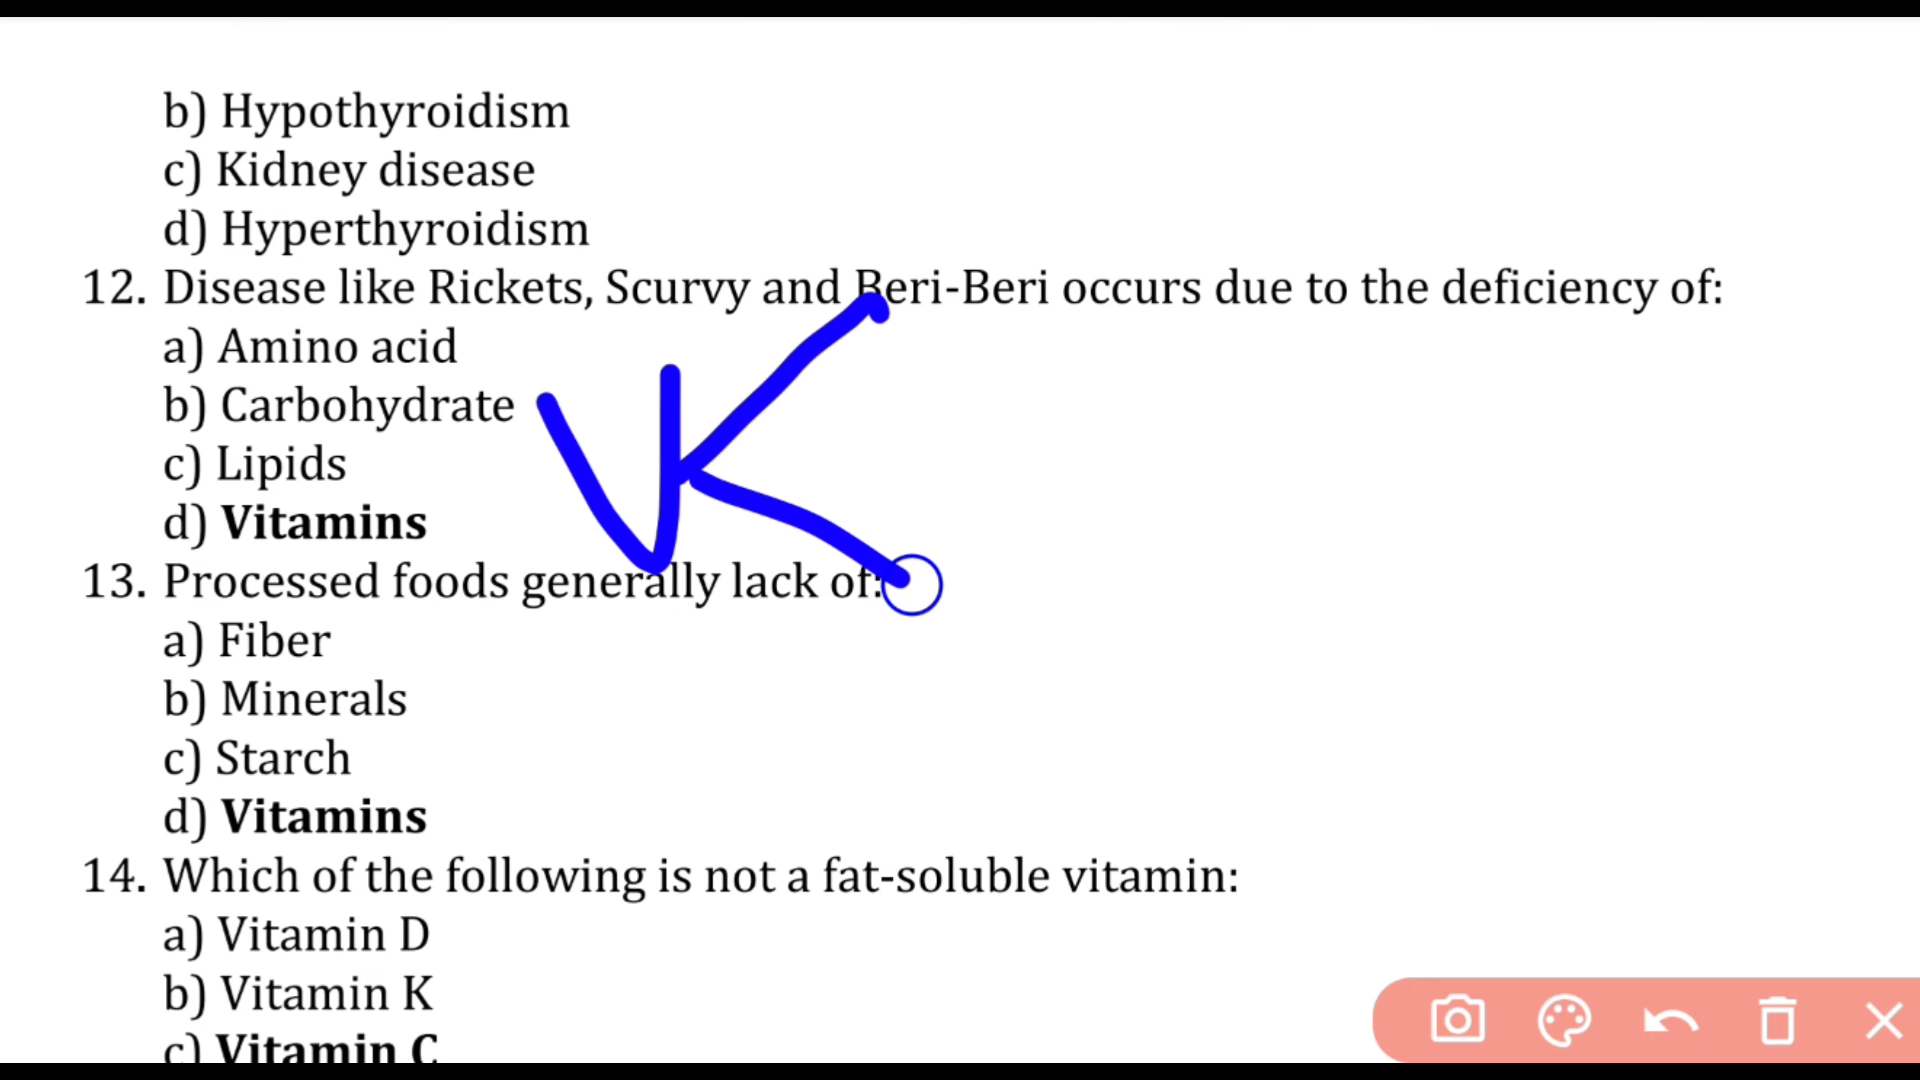 b) Hypothyroidism
c) Kidney disease
d) Hyperthyroidism
12. Disease like Rickets, Scurvy and Beri-Beri occurs due to the deficiency of:
a) Amino acid
b) Carbohydrate
c) Lipids
d) Vitamins
VK
13. Processed foods generally lack of:
a) Fiber
b) Minerals
c) Starch
d) Vitamins
14. Which of the following is not a fat-soluble vitamin:
a) Vitamin D
b) Vitamin K
c) Vitamin C